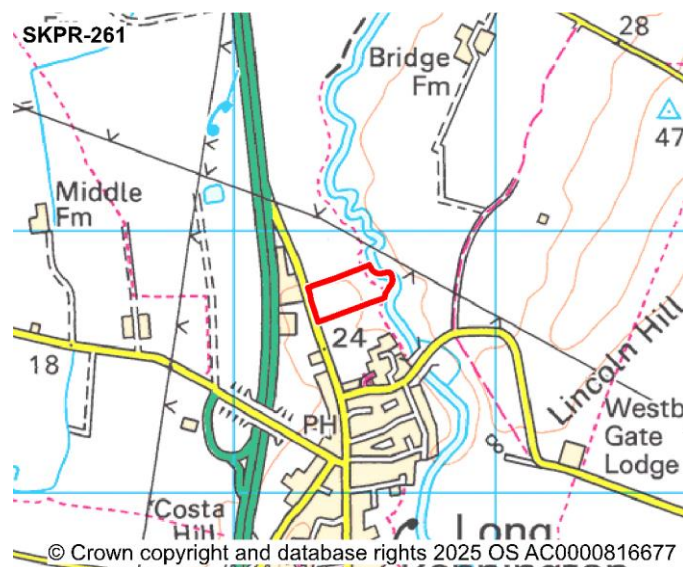 SKPR-261
Fm
28
Bridge
Fm
47
Middle
Fm
24
18
Lincoln Hill
PH
Westb
Gate
Lodge
Costa
Hill
Long
© Crown copyright and database rights 2025 OS AC0000816677